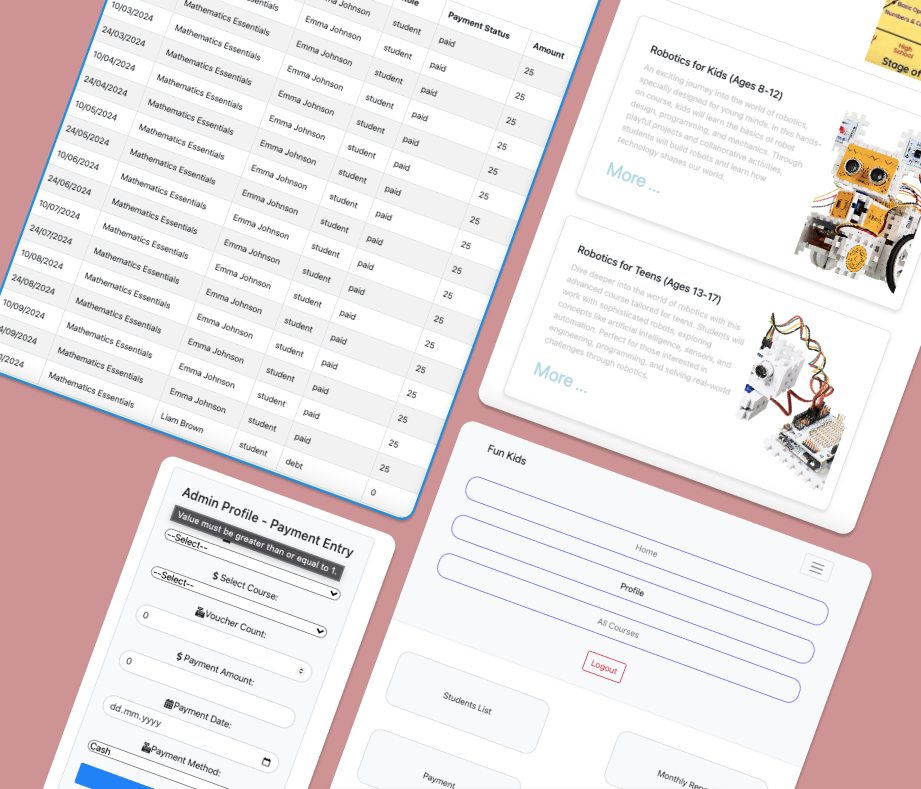 Payment Status Amount
Johnson student paid 25
Emma Johnson student paid 25
Mathematics Essentials Emma Johnson student paid 25
10/03/2024 Mathematics Essentials Emma Johnson student paid 25
24/03/2024 Mathematics Essentials Emma Johnson student paid 25
10/04/2024 Mathematics Essentials Emma Johnson student paid 25
24/04/2024 Mathematics Essentials Emma Johnson student paid 25
10/05/2024 Mathematics Essentials Emma Johnson student paid 25
24/05/2024 Mathematics Essentials Emma Johnson student paid 25
10/06/2024 Mathematics Essentials Emma Johnson student paid 25
24/06/2024 Mathematics Essentials Emma Johnson student paid 25
10/07/2024 Mathematics Essentials Emma Johnson student paid 25
24/07/2024 Mathematics Essentials Emma Johnson student paid 25
10/08/2024 Mathematics Essentials Emma Johnson student paid 25
24/08/2024 Mathematics Essentials Emma Johnson student paid 25
10/09/2024 Mathematics Essentials Emma Johnson student paid 25
/09/2024 Mathematics Essentials Emma Johnson student paid 25
/2024 Mathematics Essentials Liam Brown student debt 0
Numbers & C
High
School
Stage of
Robotics for Kids (Ages 8-12)
An exciting journey into the world of robotics,
specially designed for young minds. In this hands-
on course, kids will learn the basics of robot
design, programming, and mechanics. Through
playful projects and collaborative activities,
students will build robots and learn how
technology shapes our world.
More ...
Robotics for Teens (Ages 13-17)
Dive deeper into the world of robotics with this
advanced course tailored for teens. Students will
work with sophisticated robots, exploring
concepts like artificial intelligence, sensors, and
automation. Perfect for those interested in
engineering, programming, and solving real-world
challenges through robotics.
More ...
Admin Profile - Payment Entry
Value must be greater than or equal to 1.
--Select--
$ Select Course:
--Select--
Voucher Count:
0
$ Payment Amount:
0
Payment Date:
dd.mm.yyyy
Payment Method:
Cash
Fun Kids
Home
Profile
All Courses
Logout
Students List
Payment
Monthly Rep